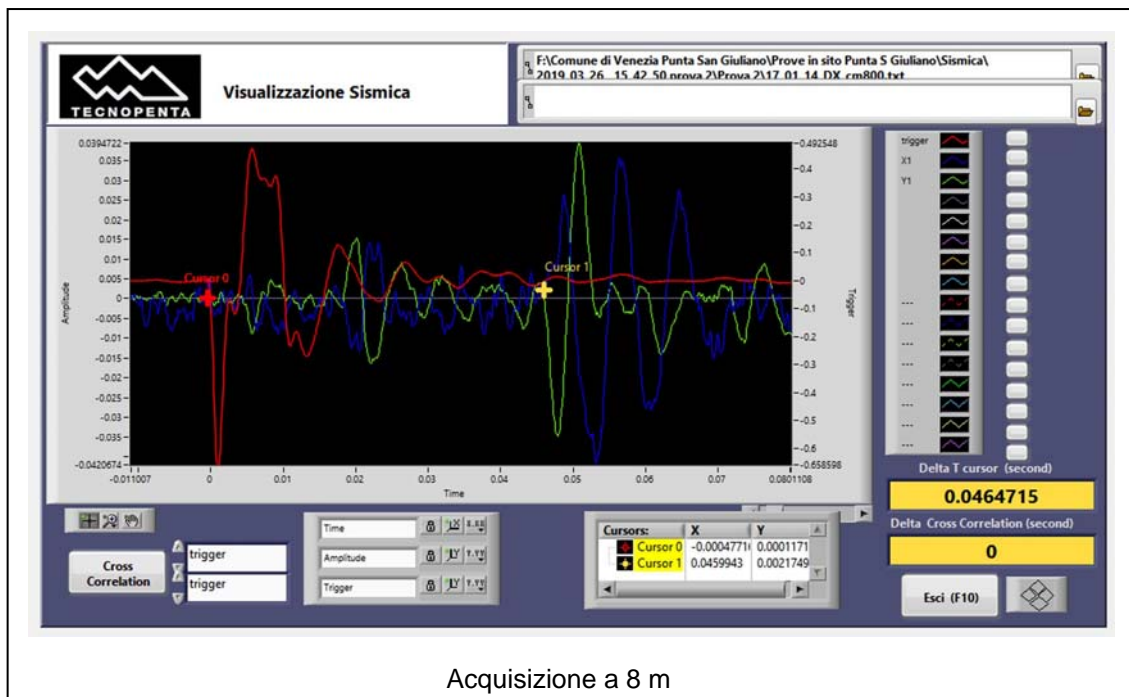 TECNOPENTA
Visualizzazione Sismica
F:\Comune di Venezia Punta San Giuliano\Prove in sito Punta S Giuliano\Sismica\
2019_03_26__15_42_50 prova 2\Prova 2\17_01_14_DX_cm800.txt
0.0394722
0.035
0.03
0.025
0.02
0.015
0.01
0.005
0
-0.005
-0.01
-0.015
-0.02
-0.025
-0.03
-0.035
-0.0420674
Amplitude
Cursor 0
Cursor 1
0.492548
0.4
0.3
0.2
0.1
0
-0.1
-0.2
-0.3
-0.4
-0.5
-0.6
-0.658598
Trigger
-0.011007
0
0.01
0.02
0.03
0.04
0.05
0.06
0.07
0.0801108
Time
trigger
X1
Y1
---
---
---
---
---
---
---
---
Delta T cursor (second)
0.0464715
Delta Cross Correlation (second)
0
Cross Correlation
trigger
trigger
Time
Amplitude
Trigger
Cursors: X Y
Cursor 0 -0.0004771 0.0001171
Cursor 1 0.0459943 0.0021749
Esci (F10)
Acquisizione a 8 m